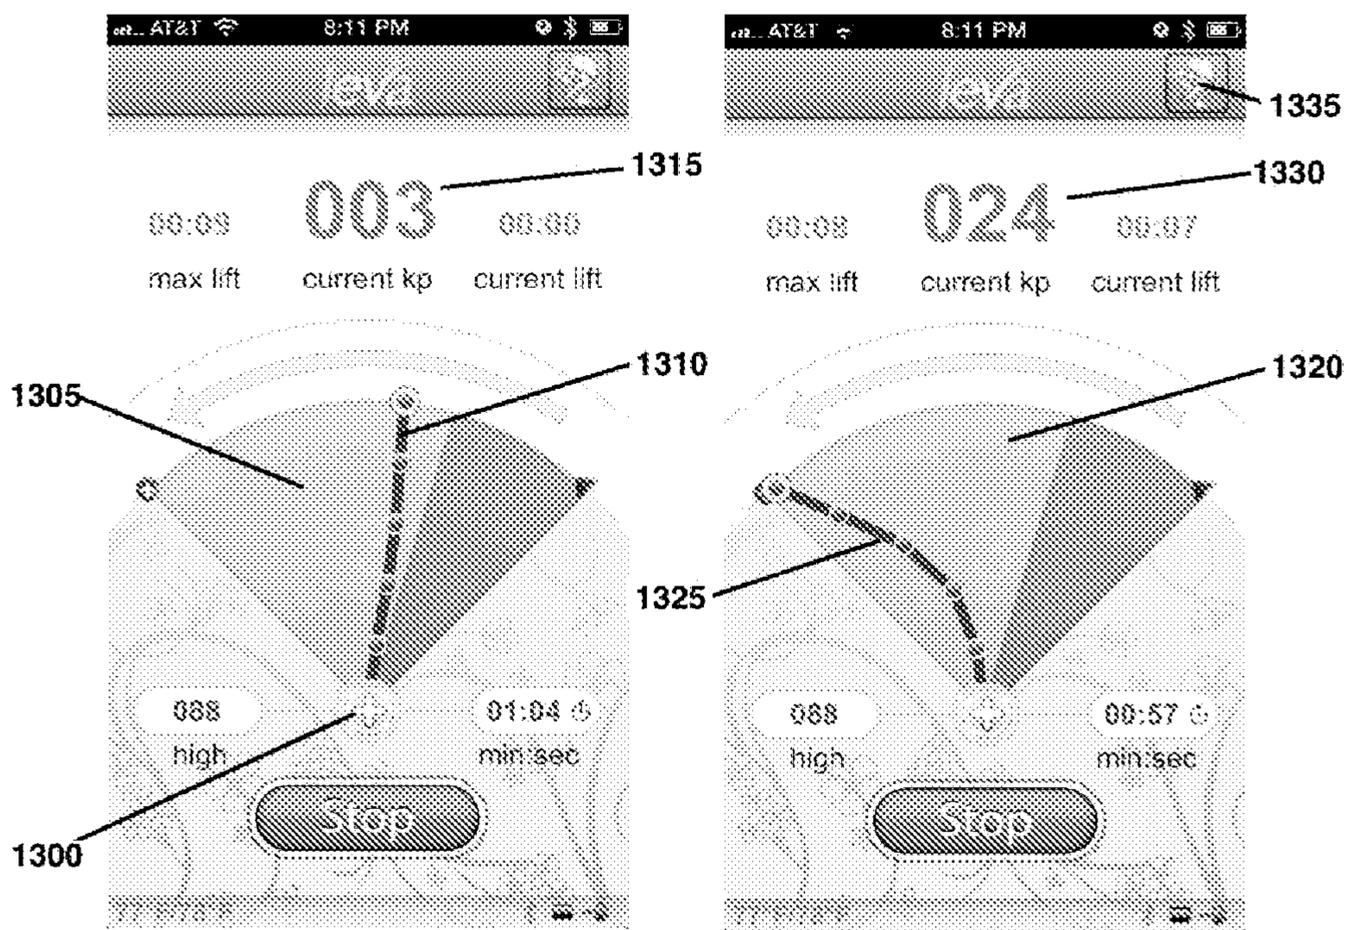 AT&T 8:11 PM
leva
1315
003
00:09 00:00
max lift current kp current lift
1310
1305
088 01:04
high min:sec
Stop
1300
AT&T 8:11 PM
leva
1335
1330
024
00:08 00:07
max lift current kp current lift
1320
1325
088 00:57
high min:sec
Stop